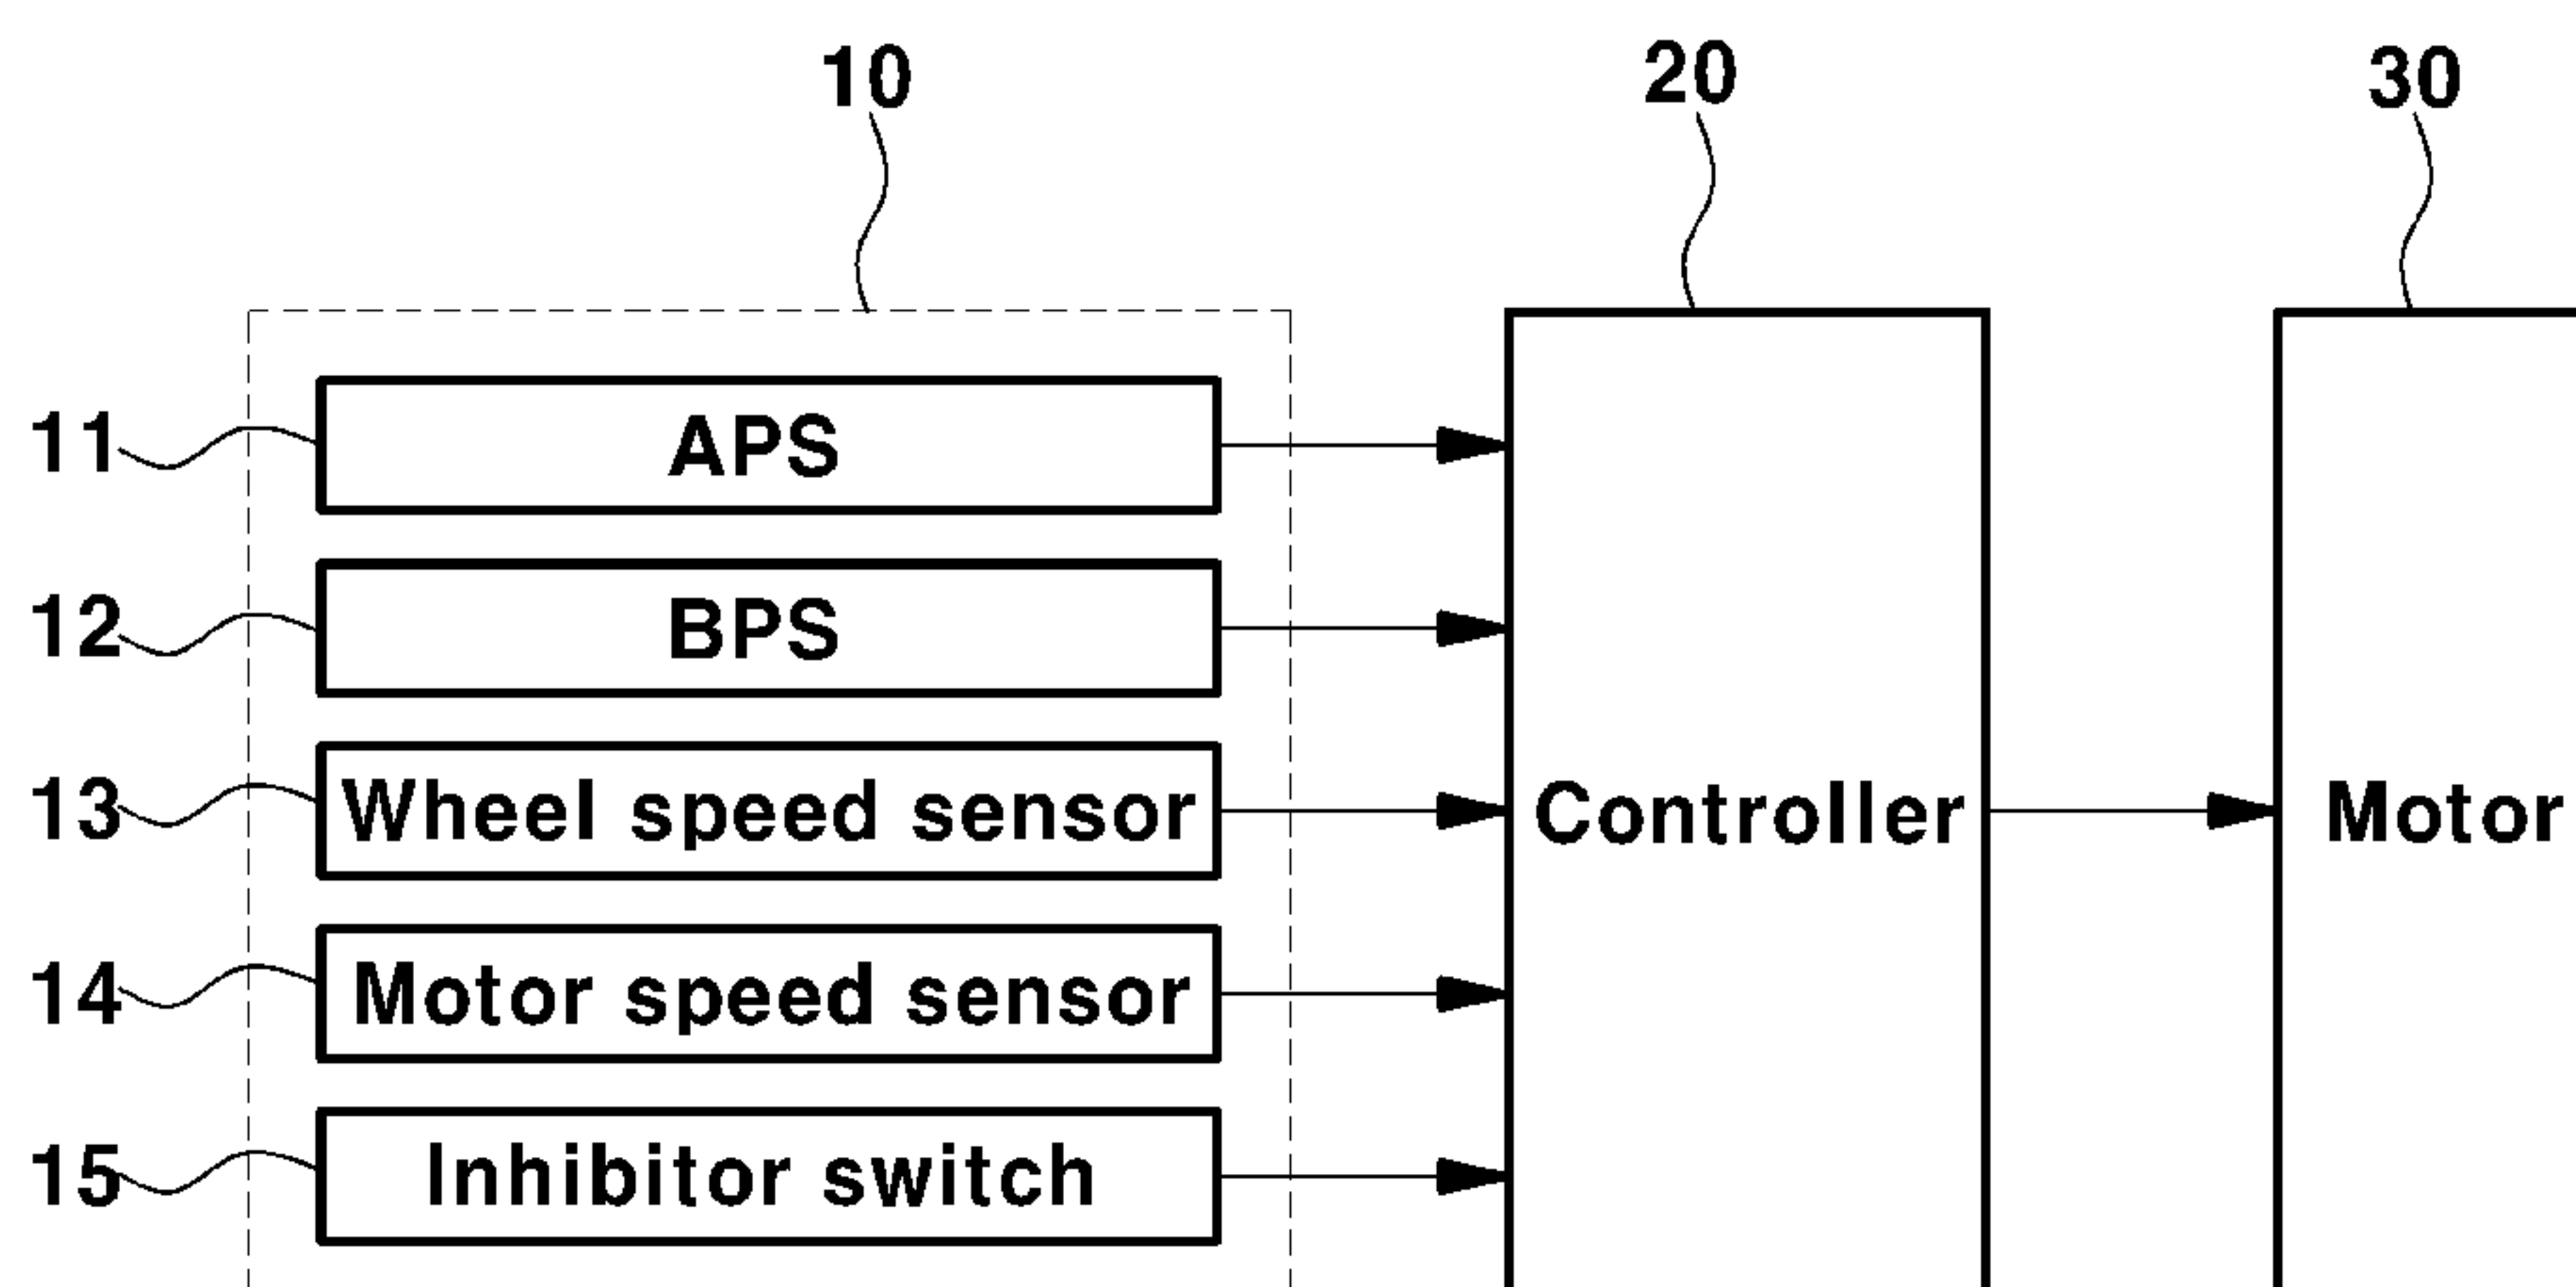 10
20
30
11
APS
12
BPS
13
Wheel speed sensor
Controller
Motor
14
Motor speed sensor
15
Inhibitor switch